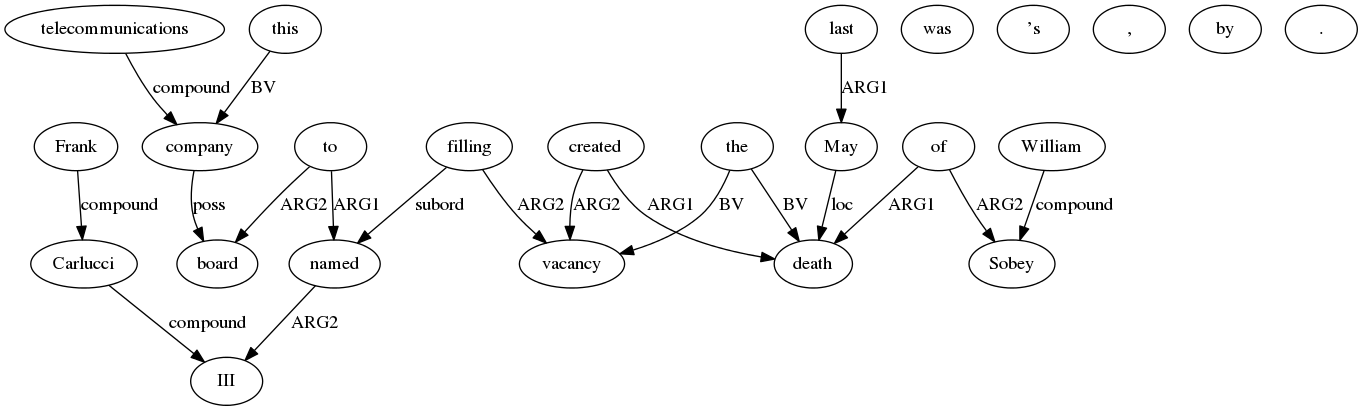 telecommunications this last was ’s , by .
compound BV ARG1
Frank company to filling created the May of William
compound poss ARG2 ARG1 subord ARG2 ARG2 ARG1 BV BV loc ARG1 ARG2 compound
Carlucci board named vacancy death Sobey
compound ARG2
III